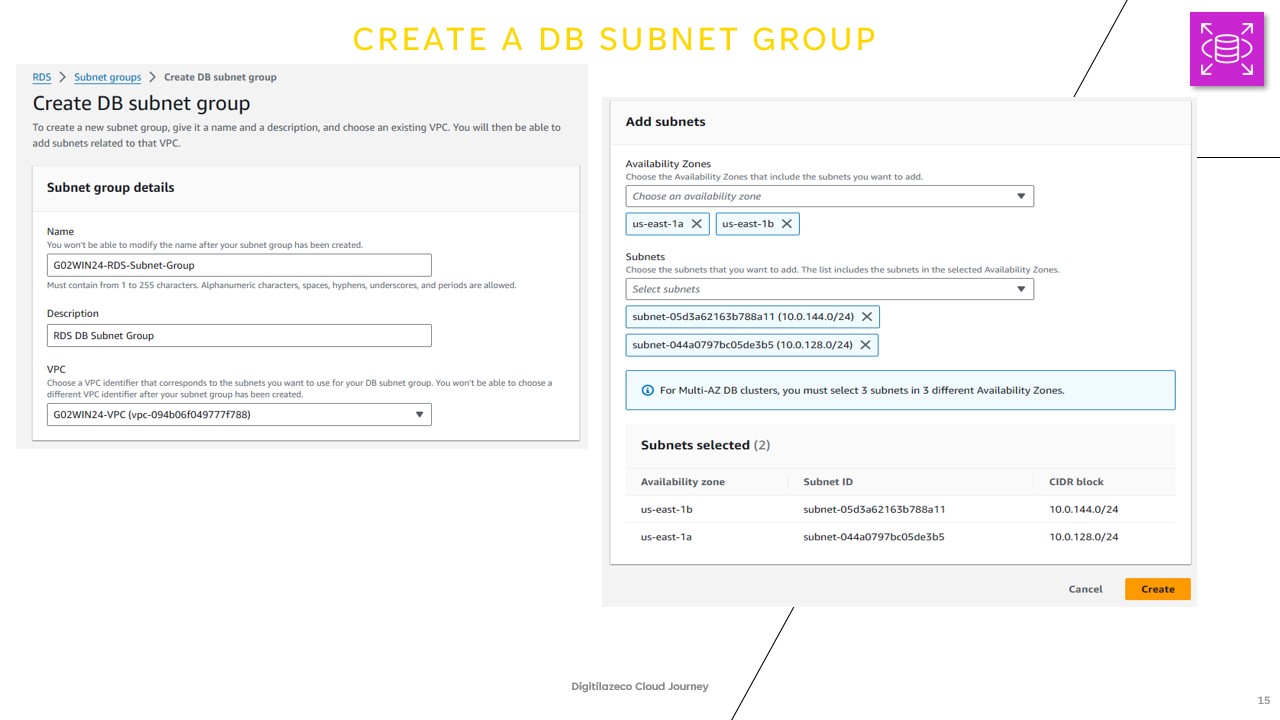 CREATE A DB SUBNET GROUP
RDS > Subnet groups > Create DB subnet group
Create DB subnet group
To create a new subnet group, give it a name and a description, and choose an existing VPC. You will then be able to
add subnets related to that VPC.
Subnet group details
Name
You won't be able to modify the name after your subnet group has been created.
G02WIN24-RDS-Subnet-Group
Must contain from 1 to 255 characters. Alphanumeric characters, spaces, hyphens, underscores, and periods are allowed.
Description
RDS DB Subnet Group
VPC
Choose a VPC identifier that corresponds to the subnets you want to use for your DB subnet group. You won't be able to choose a
different VPC identifier after your subnet group has been created.
G02WIN24-VPC (vpc-094b06f049777f788)
Add subnets
Availability Zones
Choose the Availability Zones that include the subnets you want to add.
Choose an availability zone
us-east-1a us-east-1b
Subnets
Choose the subnets that you want to add. The list includes the subnets in the selected Availability Zones.
Select subnets
subnet-05d3a62163b788a11 (10.0.144.0/24)
subnet-044a0797bc05de3b5 (10.0.128.0/24)
For Multi-AZ DB clusters, you must select 3 subnets in 3 different Availability Zones.
Subnets selected (2)
Availability zone Subnet ID CIDR block
us-east-1b subnet-05d3a62163b788a11 10.0.144.0/24
us-east-1a subnet-044a0797bc05de3b5 10.0.128.0/24
Cancel Create
Digitilazeco Cloud Journey
15